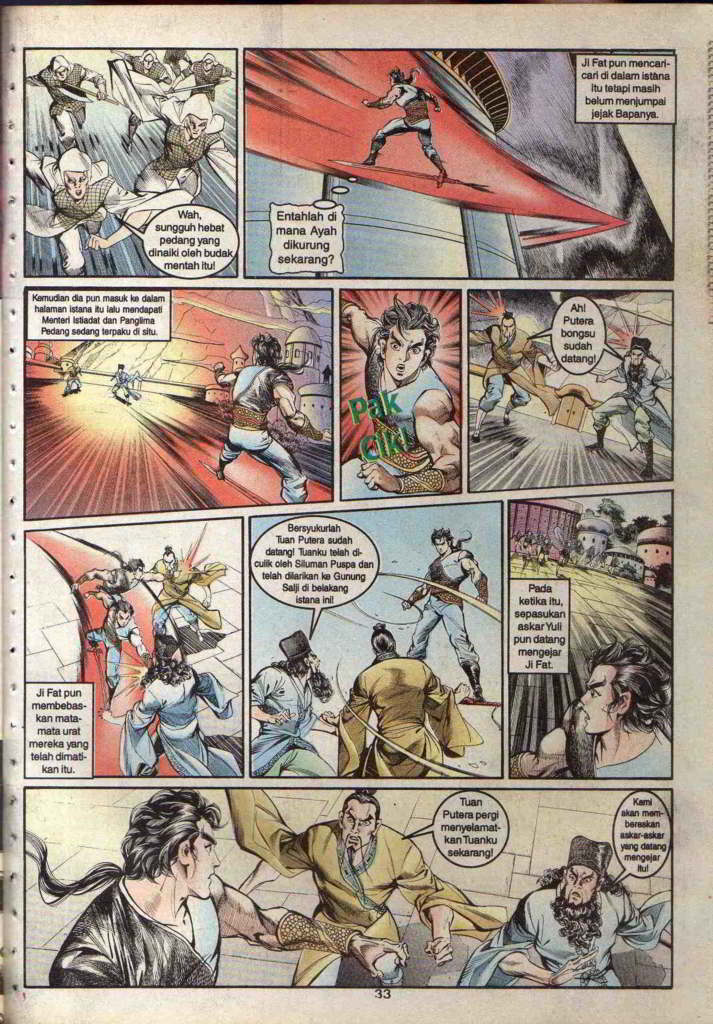 Wah,
sungguh hebat
pedang yang
dinaiki oleh budak
mentah itu!
Ji Fat pun mencari-
cari di dalam istana
itu tetapi masih
belum menjumpai
jejak Bapanya.
Entahlah di
mana Ayah
dikurung
sekarang?
Kemudian dia pun masuk ke dalam
halaman istana itu lalu mendapati
Menteri Istiadat dan Panglima
Pedang sedang terpaku di situ.
Pak
Cik!
Ah!
Putera
bongsu
sudah
datang!
Ji Fat pun
membebas-
kan mata-
mata urat
mereka yang
telah dimati-
kan itu.
Bersyukurlah
Tuan Putera sudah
datang! Tuanku telah di-
culik oleh Siluman Puspa dan
telah dilarikan ke Gunung
Salji di belakang
istana ini!
Pada
ketika itu,
sepasukan
askar Yuli
pun datang
mengejar
Ji Fat.
Tuan
Putera pergi
menyelamat-
kan Tuanku
sekarang!
Kami
akan mem-
bereskan
askar-askar
yang datang
mengejar
itu!
33